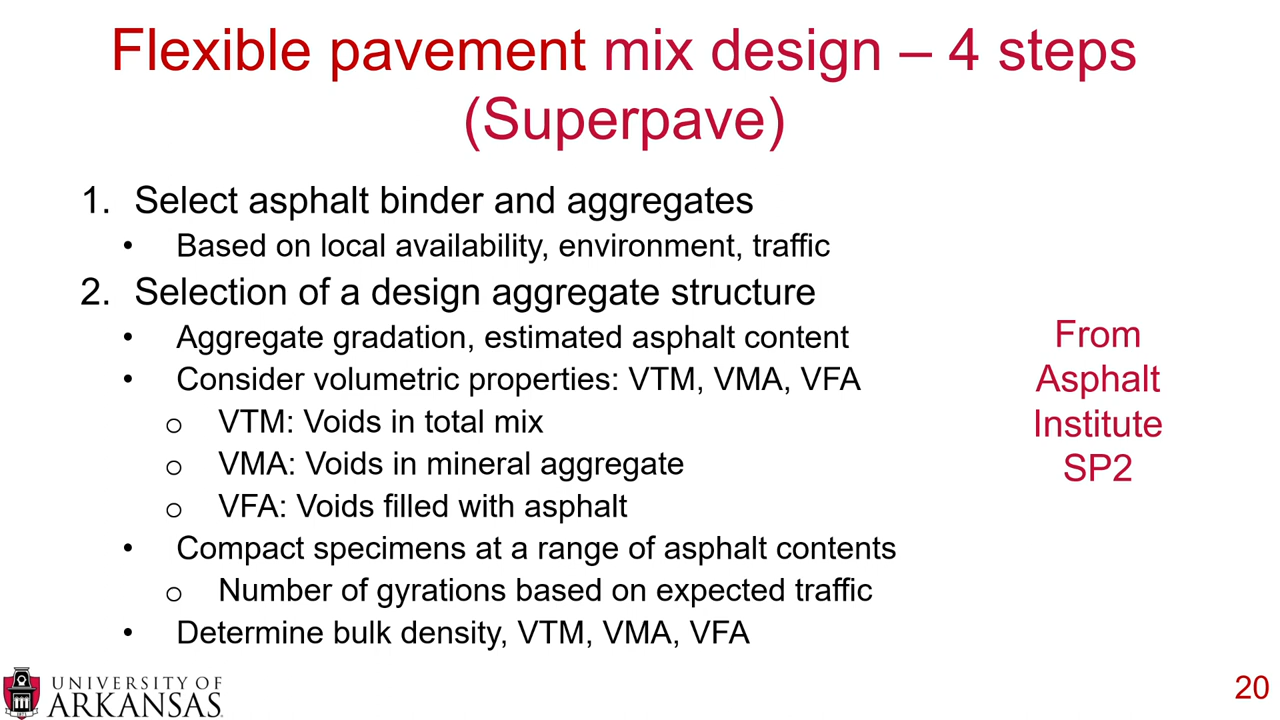 Flexible pavement mix design – 4 steps
(Superpave)
1. Select asphalt binder and aggregates
• Based on local availability, environment, traffic
2. Selection of a design aggregate structure
• Aggregate gradation, estimated asphalt content
• Consider volumetric properties: VTM, VMA, VFA
o VTM: Voids in total mix
o VMA: Voids in mineral aggregate
o VFA: Voids filled with asphalt
• Compact specimens at a range of asphalt contents
o Number of gyrations based on expected traffic
• Determine bulk density, VTM, VMA, VFA
From
Asphalt
Institute
SP2
UNIVERSITY OF
ARKANSAS
20